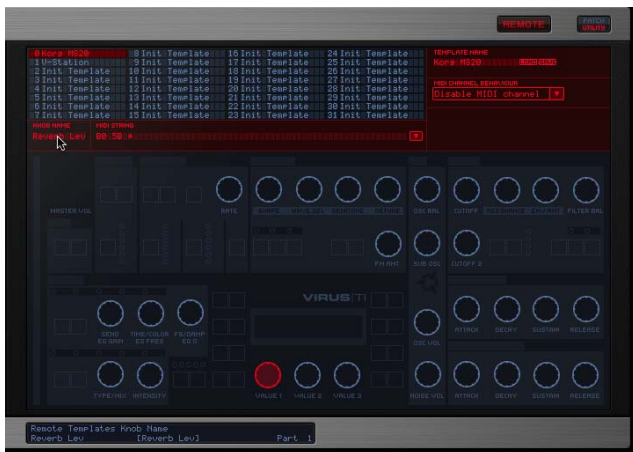 REMOTE
PATCH UTILITY
0 Korg MS20 8 Init Template 16 Init Template 24 Init Template
1 V-Station 9 Init Template 17 Init Template 25 Init Template
2 Init Template 10 Init Template 18 Init Template 26 Init Template
3 Init Template 11 Init Template 19 Init Template 27 Init Template
4 Init Template 12 Init Template 20 Init Template 28 Init Template
5 Init Template 13 Init Template 21 Init Template 29 Init Template
6 Init Template 14 Init Template 22 Init Template 30 Init Template
7 Init Template 15 Init Template 23 Init Template 31 Init Template
TEMPLATE NAME
Korg MS20
MIDI CHANNEL BEHAVIOUR
Disable MIDI channel
KNOB NAME MIDI STRING
Reverb Lev
MASTER VOL
RATE
OSC BAL
CUTOFF
FILTER BAL
FM AMT
SUB OSC
CUTOFF 2
VIRUS TI
SEND TIME/COLOR FB/DAMP
EQ GAIN EQ FREQ EQ Q
OSC VOL
ATTACK DECAY SUSTAIN RELEASE
TYPE/MIX INTENSITY
VALUE 1 VALUE 2 VALUE 3
NOISE VOL
ATTACK DECAY SUSTAIN RELEASE
Remote Templates Knob Name
Reverb Lev [Reverb Lev] Part 1